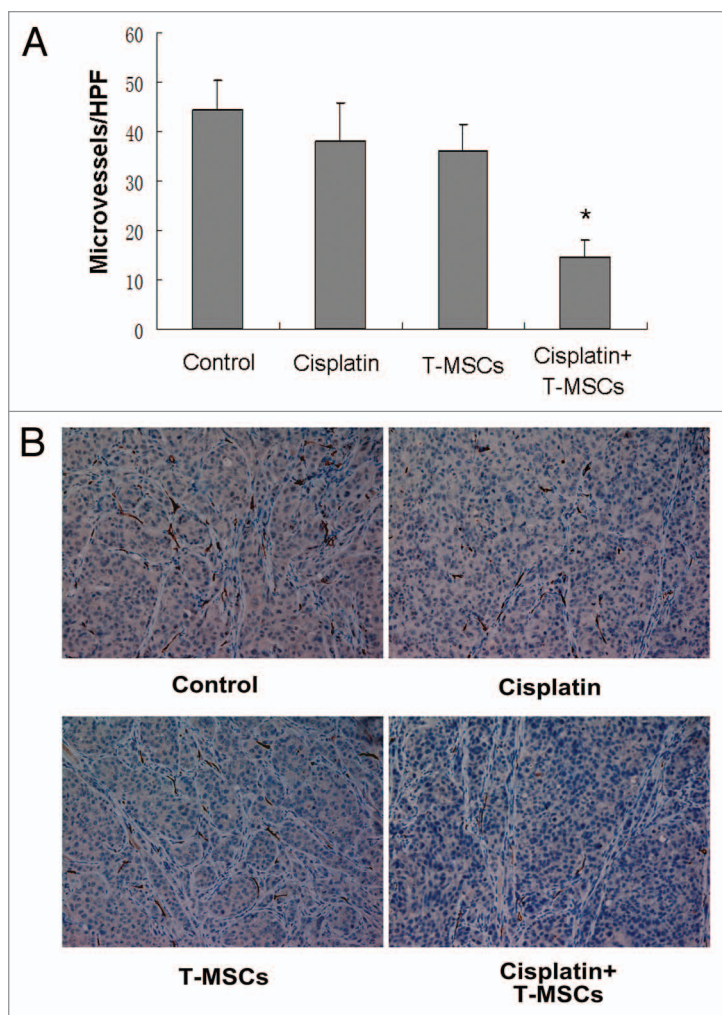 A
Microvessels/HPF
60
50
40
30
20
10
0
*
Control
Cisplatin
T-MSCs
Cisplatin+
T-MSCs
B
Control
Cisplatin
T-MSCs
Cisplatin+
T-MSCs